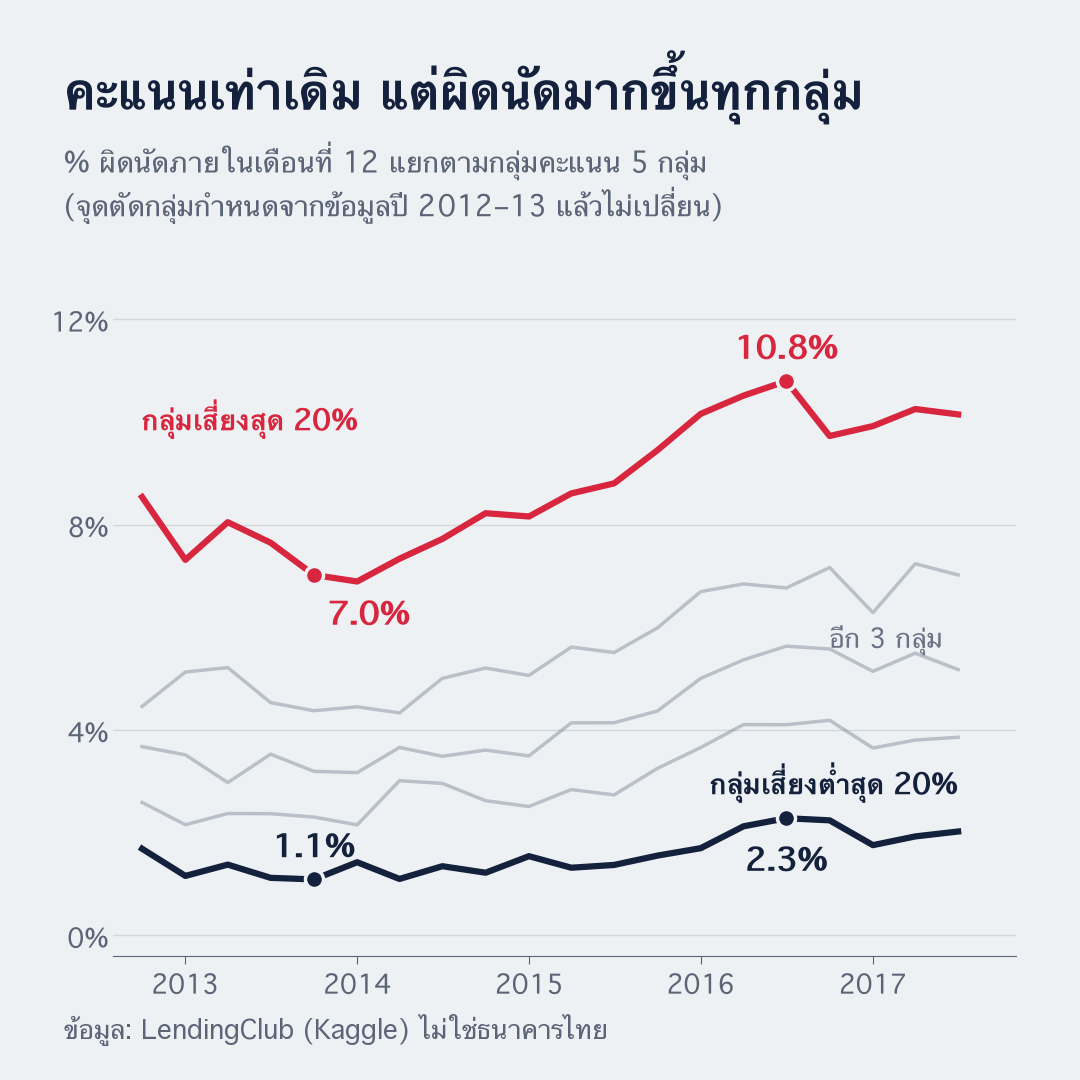 คะแนนเท่าเดิม แต่ผิดนัดมากขึ้นทุกกลุ่ม
% ผิดนัดภายในเดือนที่ 12 แยกตามกลุ่มคะแนน 5 กลุ่ม
(จุดตัดกลุ่มกำหนดจากข้อมูลปี 2012–13 แล้วไม่เปลี่ยน)
12%
10.8%
กลุ่มเสี่ยงสุด 20%
8%
7.0%
อีก 3 กลุ่ม
4%
กลุ่มเสี่ยงต่ำสุด 20%
1.1%
2.3%
0%
2013 2014 2015 2016 2017
ข้อมูล: LendingClub (Kaggle) ไม่ใช่ธนาคารไทย